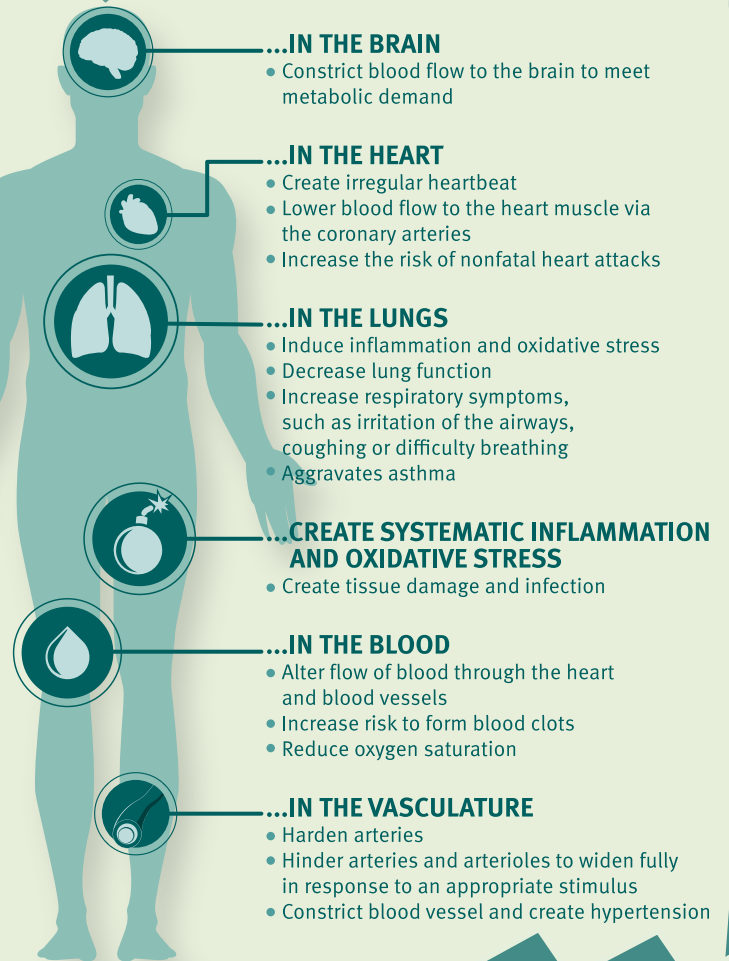 ...IN THE BRAIN
• Constrict blood flow to the brain to meet
metabolic demand
...IN THE HEART
• Create irregular heartbeat
• Lower blood flow to the heart muscle via
the coronary arteries
• Increase the risk of nonfatal heart attacks
...IN THE LUNGS
• Induce inflammation and oxidative stress
• Decrease lung function
• Increase respiratory symptoms,
such as irritation of the airways,
coughing or difficulty breathing
• Aggravates asthma
...CREATE SYSTEMATIC INFLAMMATION
AND OXIDATIVE STRESS
• Create tissue damage and infection
...IN THE BLOOD
• Alter flow of blood through the heart
and blood vessels
• Increase risk to form blood clots
• Reduce oxygen saturation
...IN THE VASCULATURE
• Harden arteries
• Hinder arteries and arterioles to widen fully
in response to an appropriate stimulus
• Constrict blood vessel and create hypertension